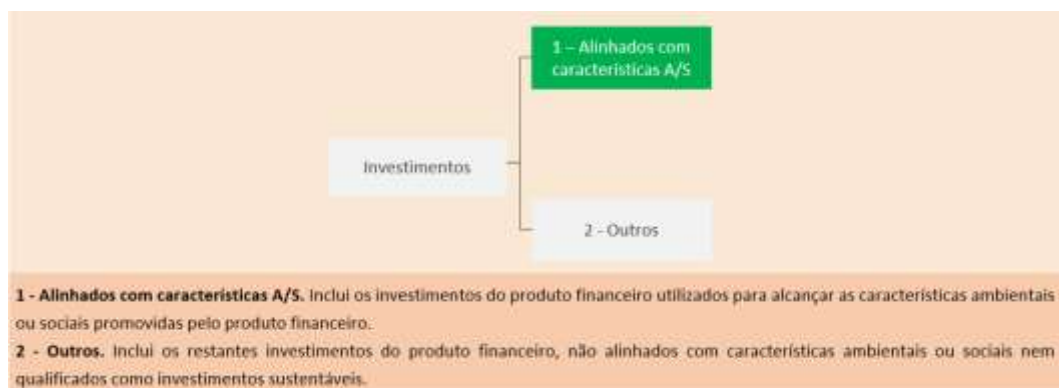 1 – Alinhados com
características A/S
Investimentos
2 - Outros
1 - Alinhados com características A/S. Inclui os investimentos do produto financeiro utilizados para alcançar as características ambientais
ou sociais promovidas pelo produto financeiro.
2 - Outros. Inclui os restantes investimentos do produto financeiro, não alinhados com características ambientais ou sociais nem
qualificados como investimentos sustentáveis.